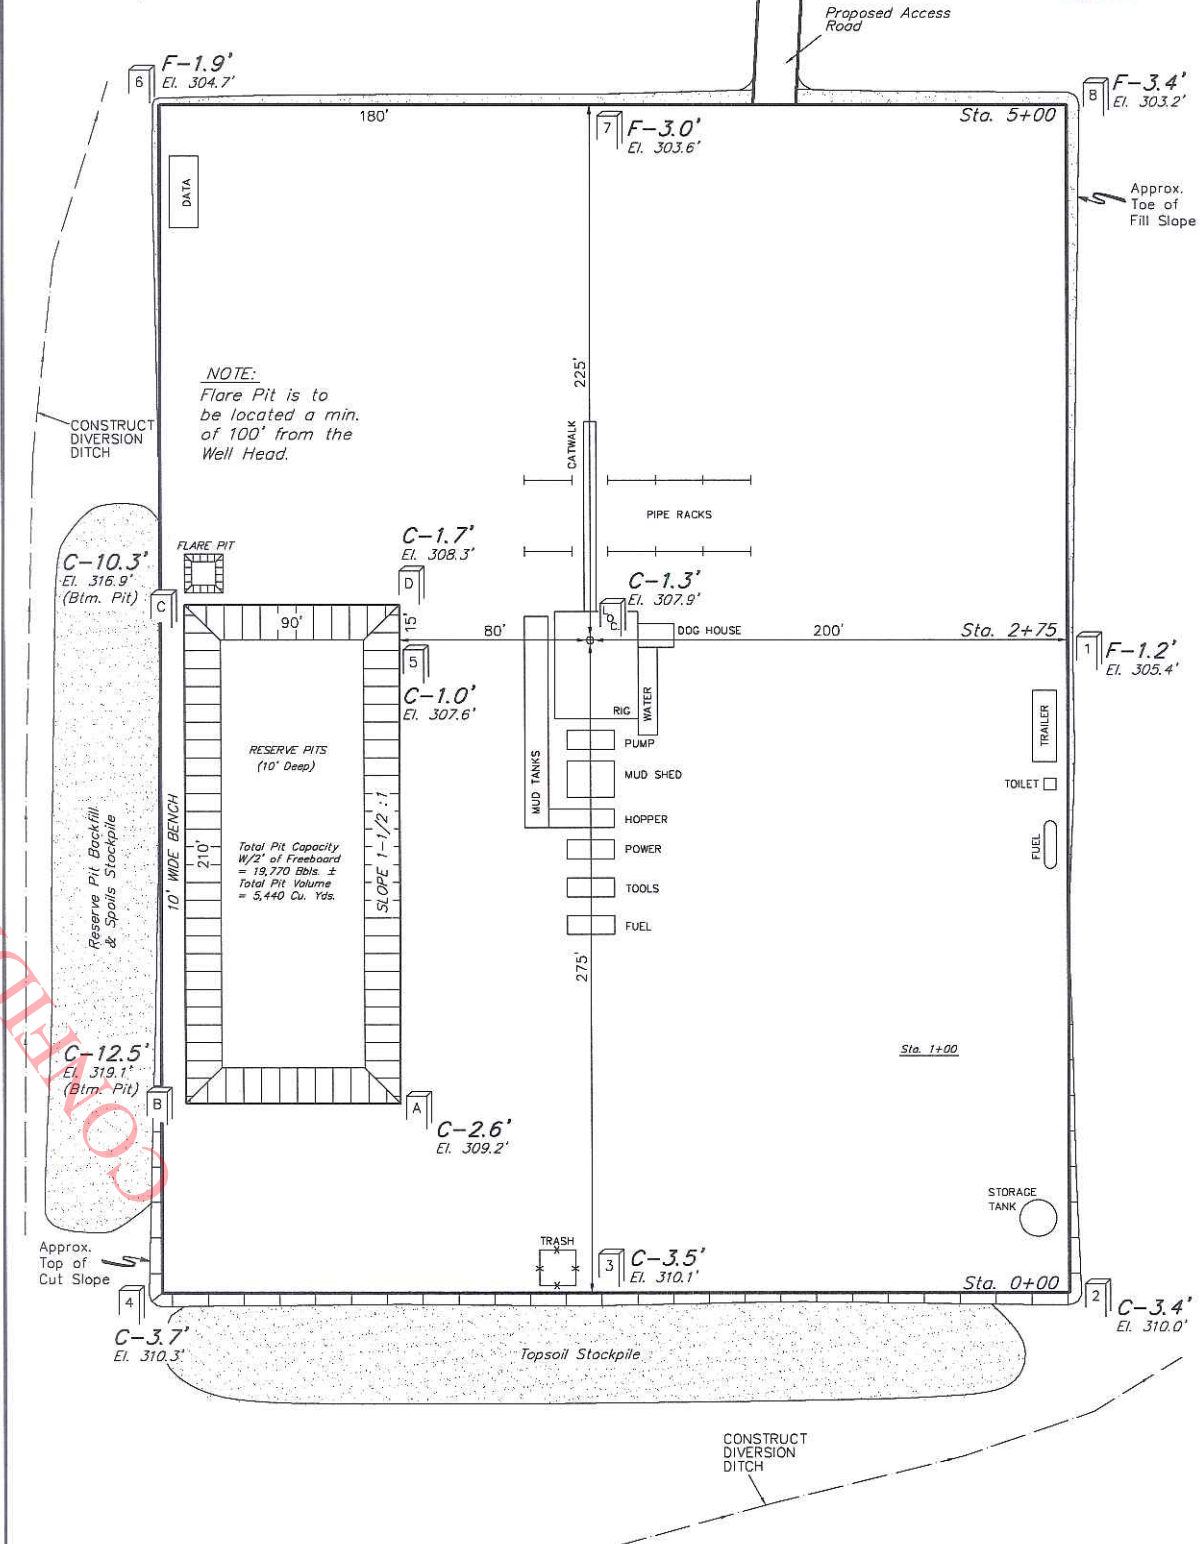 Proposed Access
Road
6
F-1.9'
El. 304.7'
8
F-3.4'
El. 303.2'
180'
7
F-3.0'
El. 303.6'
Sta. 5+00
DATA
Approx.
Toe of
Fill Slope
225'
NOTE:
Flare Pit is to
be located a min.
of 100' from the
Well Head.
CONSTRUCT
DIVERSION
DITCH
CATWALK
PIPE RACKS
FLARE PIT
C-10.3'
El. 316.9'
(Btm. Pit)
C
C-1.7'
El. 308.3'
D
C-1.3'
El. 307.9'
LOC.
90'
15'
80'
DOG HOUSE
200'
Sta. 2+75
1
F-1.2'
El. 305.4'
5
C-1.0'
El. 307.6'
RIG
WATER
TRAILER
PUMP
RESERVE PITS
(10' Deep)
MUD TANKS
MUD SHED
TOILET
HOPPER
10' WIDE BENCH
210'
Total Pit Capacity
W/2' of Freeboard
= 19,770 Bbls. ±
Total Pit Volume
= 5,440 Cu. Yds.
SLOPE 1-1/2 :1
POWER
FUEL
Reserve Pit Backfill
& Spoils Stockpile
TOOLS
FUEL
275'
C-12.5'
El. 319.1'
(Btm. Pit)
B
Sta. 1+00
A
C-2.6'
El. 309.2'
STORAGE
TANK
Approx.
Top of
Cut Slope
TRASH
3
C-3.5'
El. 310.1'
Sta. 0+00
4
C-3.7'
El. 310.3'
2
C-3.4'
El. 310.0'
Topsoil Stockpile
CONSTRUCT
DIVERSION
DITCH